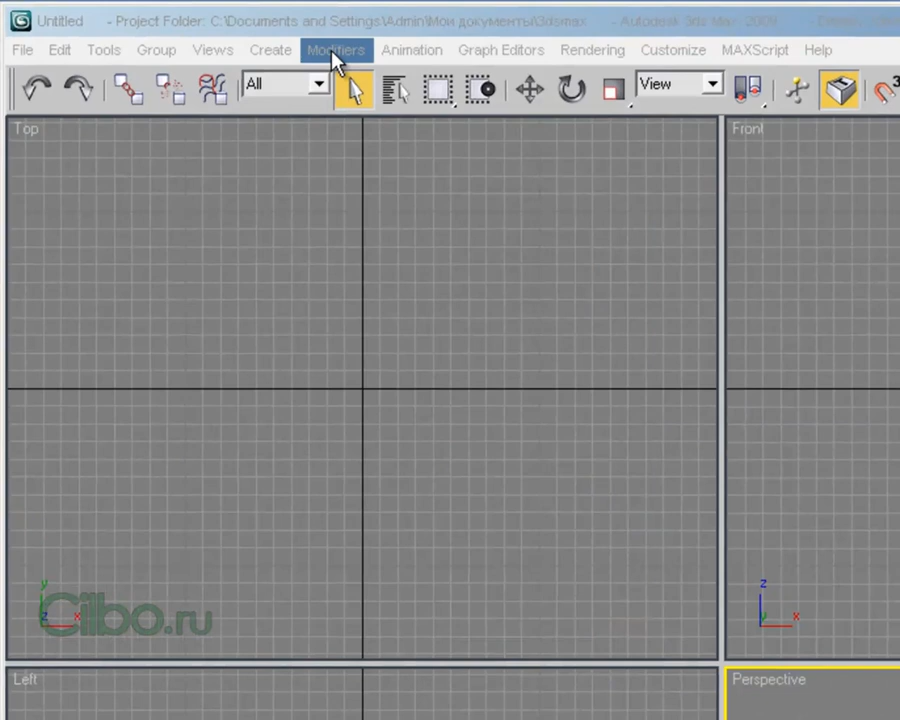 Untitled - Project Folder: C:\Documents and Settings\Admin\Мои документы\3dsmax - Autodesk 3ds Max 2009
File Edit Tools Group Views Create Modifiers Animation Graph Editors Rendering Customize MAXScript Help
All View 3
Top Front
y z
z x x
y
Cilbo.ru
Left Perspective